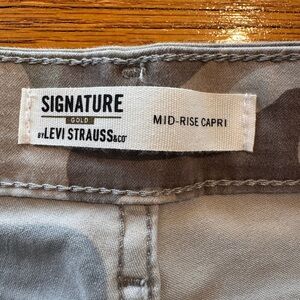 SIGNATURE
GOLD
BY LEVI STRAUSS & CO
MID-RISE CAPRI